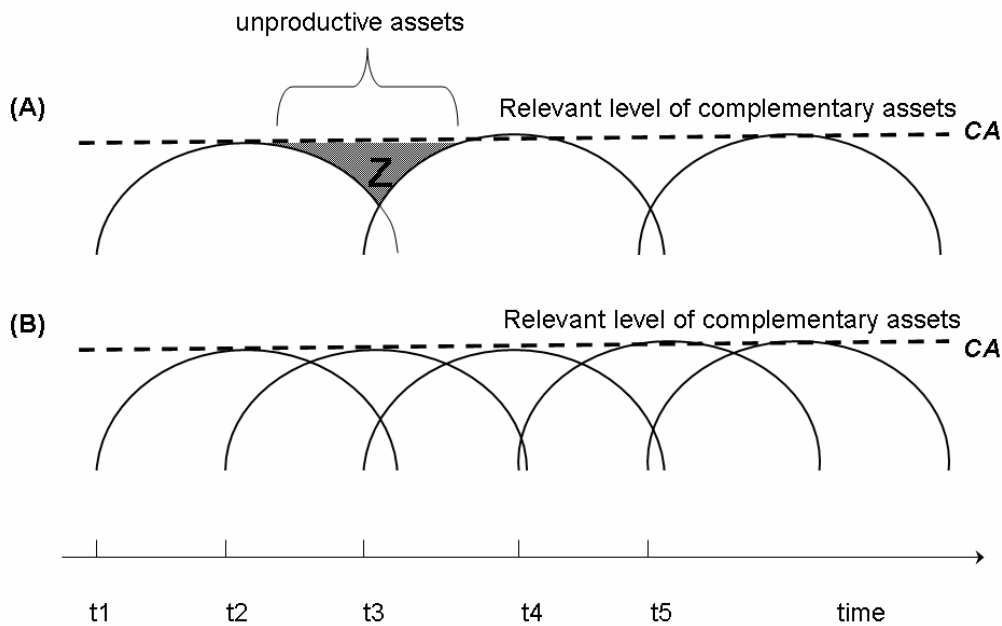 unproductive assets
(A)
Relevant level of complementary assets
CA
Z
(B)
Relevant level of complementary assets
CA
t1 t2 t3 t4 t5 time